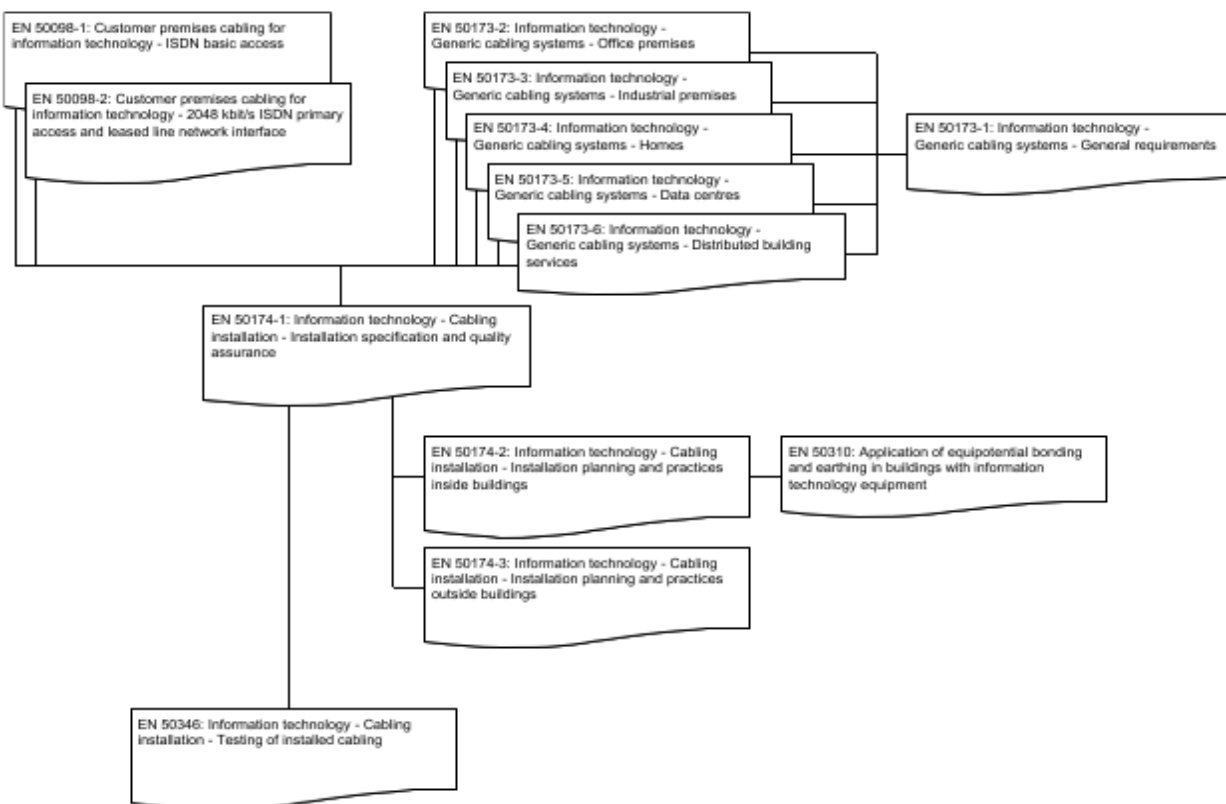 EN 50098-1: Customer premises cabling for
information technology - ISDN basic access
EN 50098-2: Customer premises cabling for
information technology - 2048 kbit/s ISDN primary
access and leased line network interface
EN 50173-2: Information technology -
Generic cabling systems - Office premises
EN 50173-3: Information technology -
Generic cabling systems - Industrial premises
EN 50173-4: Information technology -
Generic cabling systems - Homes
EN 50173-5: Information technology -
Generic cabling systems - Data centres
EN 50173-6: Information technology -
Generic cabling systems - Distributed building
services
EN 50173-1: Information technology -
Generic cabling systems - General requirements
EN 50174-1: Information technology - Cabling
installation - Installation specification and quality
assurance
EN 50174-2: Information technology - Cabling
installation - Installation planning and practices
inside buildings
EN 50310: Application of equipotential bonding
and earthing in buildings with information
technology equipment
EN 50174-3: Information technology - Cabling
installation - Installation planning and practices
outside buildings
EN 50346: Information technology - Cabling
installation - Testing of installed cabling